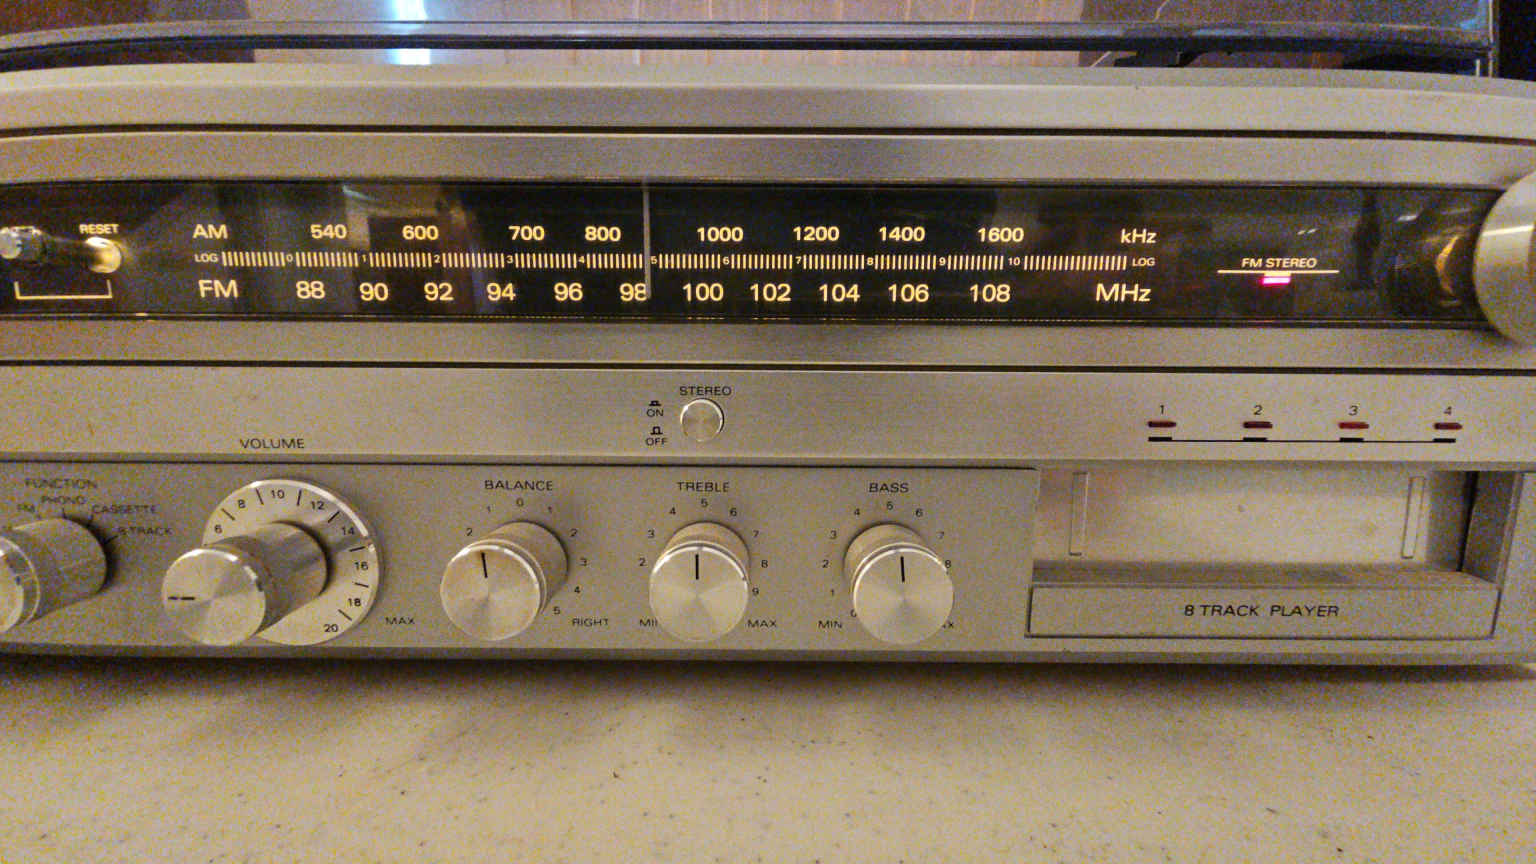 RESET
AM 540 600 700 800 1000 1200 1400 1600 kHz
LOG 0 1 2 3 4 5 6 7 8 9 10 LOG
FM 88 90 92 94 96 98 100 102 104 106 108 MHz
FM STEREO
STEREO
ON
OFF
1 2 3 4
VOLUME
6 8 10 12 14 16 18 20
MAX
FUNCTION
FM PHONO CASSETTE 8 TRACK
BALANCE
2 1 0 1 2 3 4 5
RIGHT
TREBLE
2 3 4 5 6 7 8 9
MAX
BASS
0 1 2 3 4 5 6 7 8
MIN
8 TRACK PLAYER